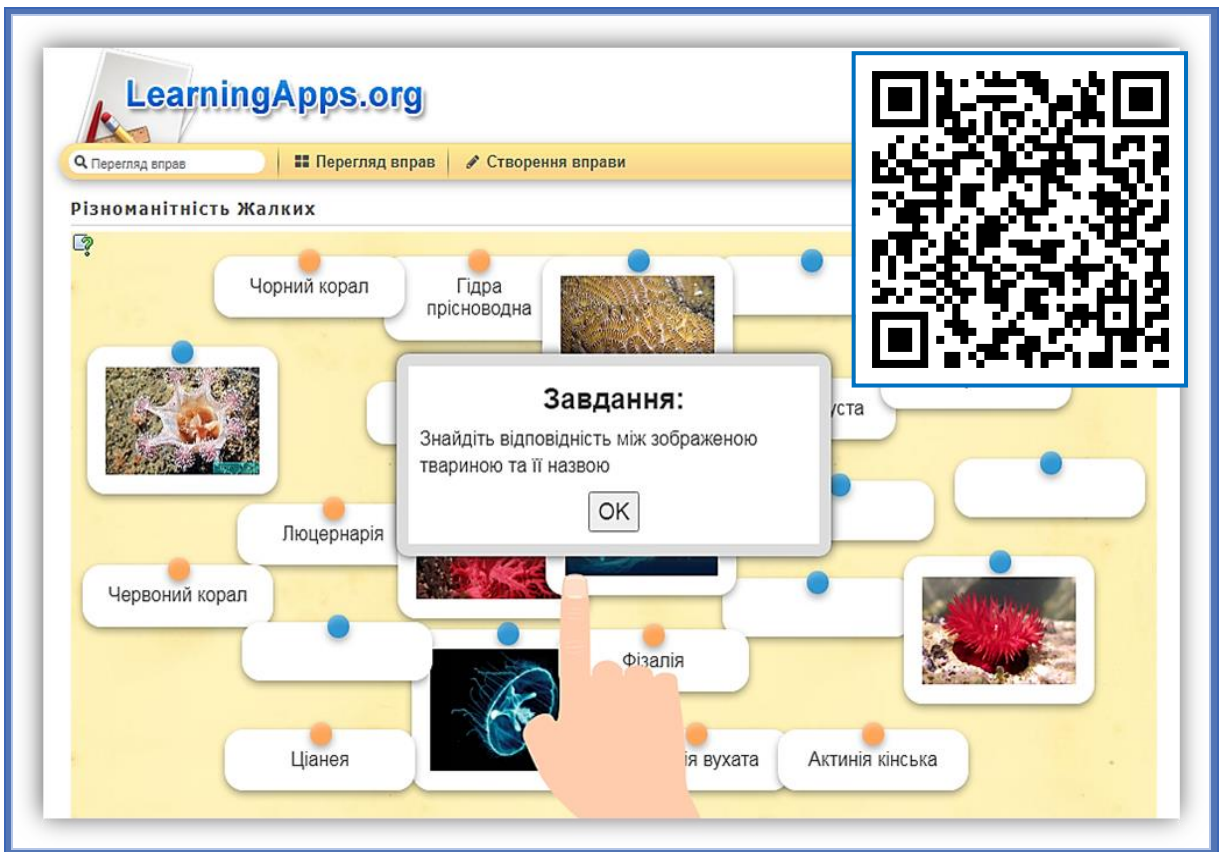 LearningApps.org
Перегляд вправ
Перегляд вправ
Створення вправи
Різноманітність Жалких
Чорний корал
Гідра
прісноводна
Завдання:
Знайдіть відповідність між зображеною
твариною та її назвою
OK
Люцернарія
Червоний корал
Фізалія
Ціанея
вухата
Актинія кінська